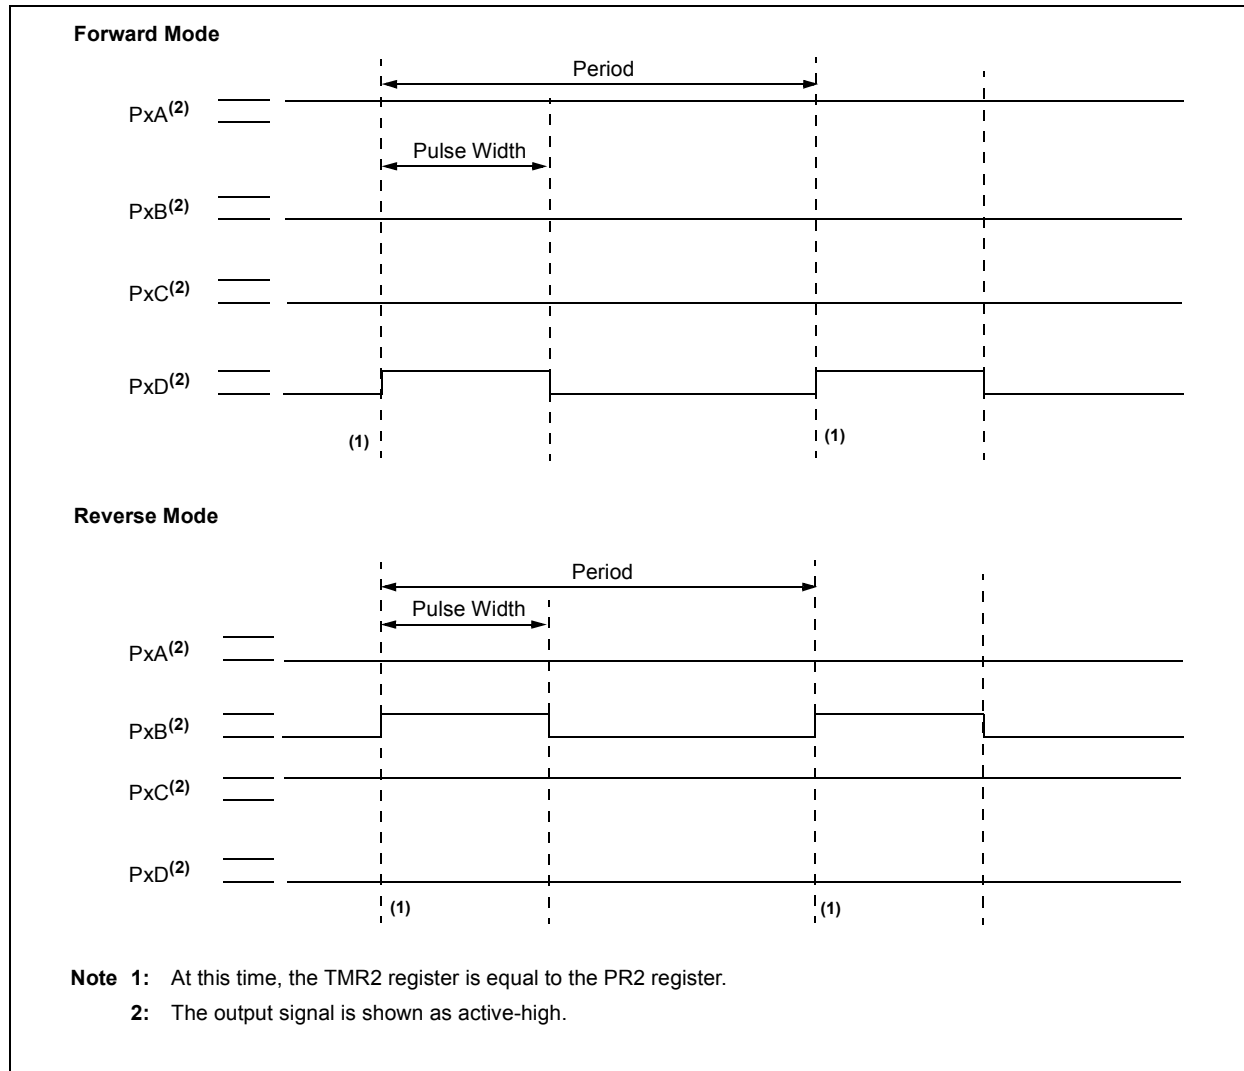 Forward Mode
Period
PxA(2)
Pulse Width
PxB(2)
PxC(2)
PxD(2)
(1)
(1)
Reverse Mode
Period
Pulse Width
PxA(2)
PxB(2)
PxC(2)
PxD(2)
(1)
(1)
Note 1: At this time, the TMR2 register is equal to the PR2 register.
2: The output signal is shown as active-high.